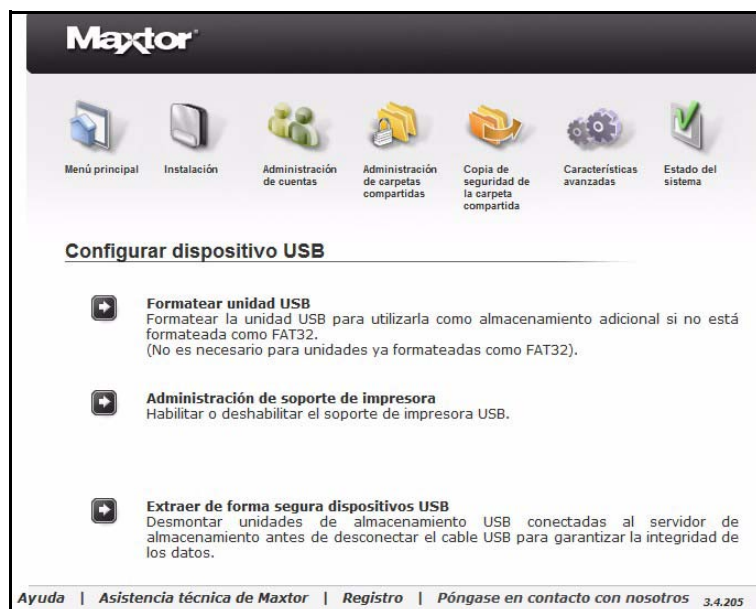 Maxtor
Menú principal
Instalación
Administración
de cuentas
Administración
de carpetas
compartidas
Copia de
seguridad de
la carpeta
compartida
Características
avanzadas
Estado del
sistema
Configurar dispositivo USB
Formatear unidad USB
Formatear la unidad USB para utilizarla como almacenamiento adicional si no está
formateada como FAT32.
(No es necesario para unidades ya formateadas como FAT32).
Administración de soporte de impresora
Habilitar o deshabilitar el soporte de impresora USB.
Extraer de forma segura dispositivos USB
Desmontar unidades de almacenamiento USB conectadas al servidor de
almacenamiento antes de desconectar el cable USB para garantizar la integridad de
los datos.
Ayuda | Asistencia técnica de Maxtor | Registro | Póngase en contacto con nosotros 3.4.205